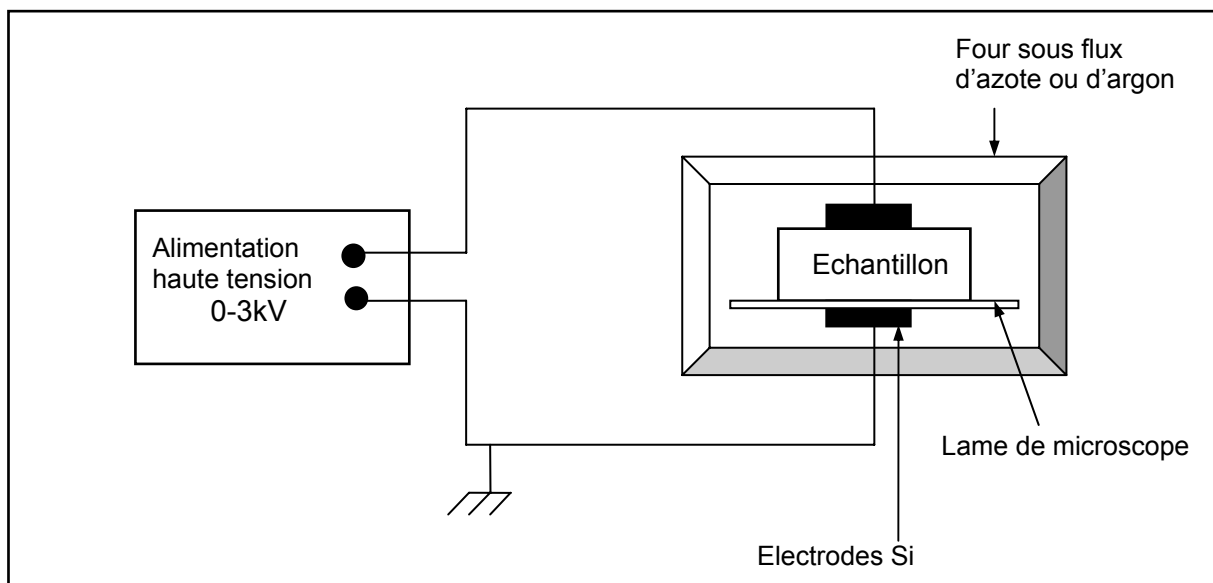 Four sous flux
d'azote ou d'argon
Alimentation
haute tension
0-3kV
Echantillon
Lame de microscope
Electrodes Si